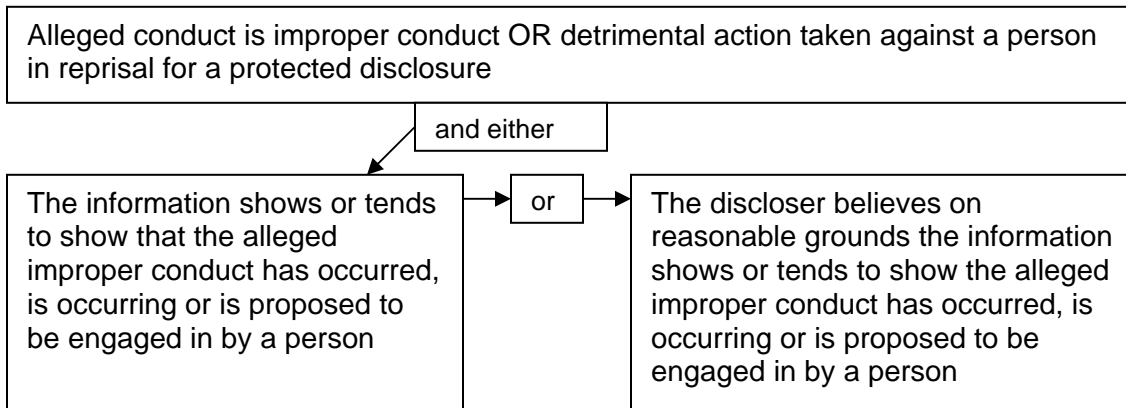 Alleged conduct is improper conduct OR detrimental action taken against a person
in reprisal for a protected disclosure
and either
The information shows or tends
to show that the alleged
improper conduct has occurred,
is occurring or is proposed to
be engaged in by a person
or
The discloser believes on
reasonable grounds the information
shows or tends to show the alleged
improper conduct has occurred, is
occurring or is proposed to be
engaged in by a person